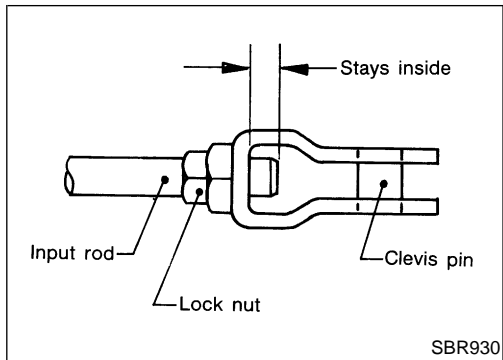 Stays inside
Input rod
Clevis pin
Lock nut
SBR930